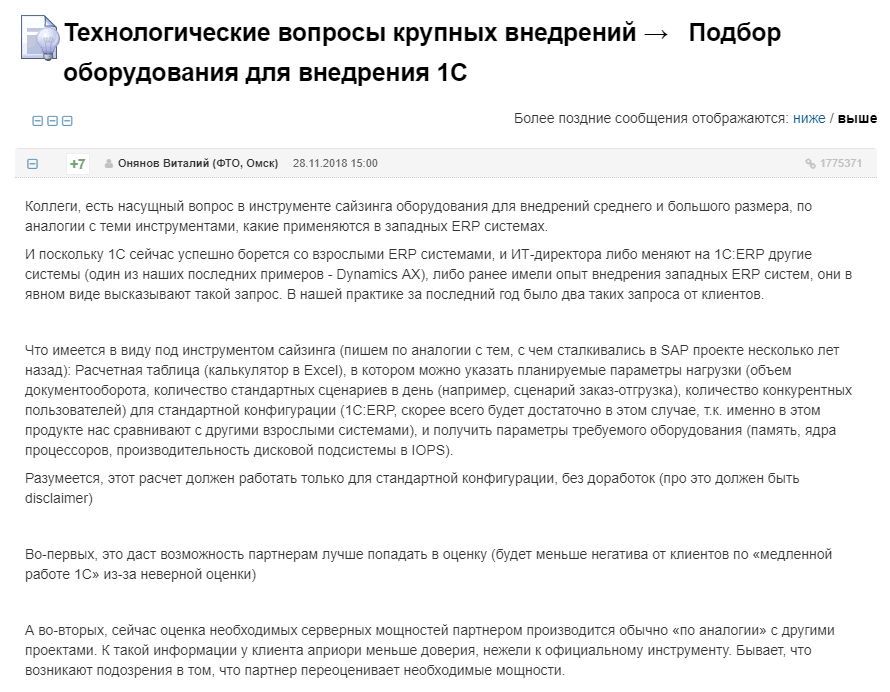 Технологические вопросы крупных внедрений → Подбор
оборудования для внедрения 1С
Более поздние сообщения отображаются: ниже / выше
+7 Онянов Виталий (ФТО, Омск) 28.11.2018 15:00 1775371
Коллеги, есть насущный вопрос в инструменте сайзинга оборудования для внедрений среднего и большого размера, по
аналогии с теми инструментами, какие применяются в западных ERP системах.
И поскольку 1С сейчас успешно борется со взрослыми ERP системами, и ИТ-директора либо меняют на 1С:ERP другие
системы (один из наших последних примеров - Dynamics AX), либо ранее имели опыт внедрения западных ERP систем, они в
явном виде высказывают такой запрос. В нашей практике за последний год было два таких запроса от клиентов.
Что имеется в виду под инструментом сайзинга (пишем по аналогии с тем, с чем сталкивались в SAP проекте несколько лет
назад): Расчетная таблица (калькулятор в Excel), в котором можно указать планируемые параметры нагрузки (объем
документооборота, количество стандартных сценариев в день (например, сценарий заказ-отгрузка), количество конкурентных
пользователей) для стандартной конфигурации (1С:ERP, скорее всего будет достаточно в этом случае, т.к. именно в этом
продукте нас сравнивают с другими взрослыми системами), и получить параметры требуемого оборудования (память, ядра
процессоров, производительность дисковой подсистемы в IOPS).
Разумеется, этот расчет должен работать только для стандартной конфигурации, без доработок (про это должен быть
disclaimer)
Во-первых, это даст возможность партнерам лучше попадать в оценку (будет меньше негатива от клиентов по «медленной
работе 1С» из-за неверной оценки)
А во-вторых, сейчас оценка необходимых серверных мощностей партнером производится обычно «по аналогии» с другими
проектами. К такой информации у клиента априори меньше доверия, нежели к официальному инструменту. Бывает, что
возникают подозрения в том, что партнер переоценивает необходимые мощности.